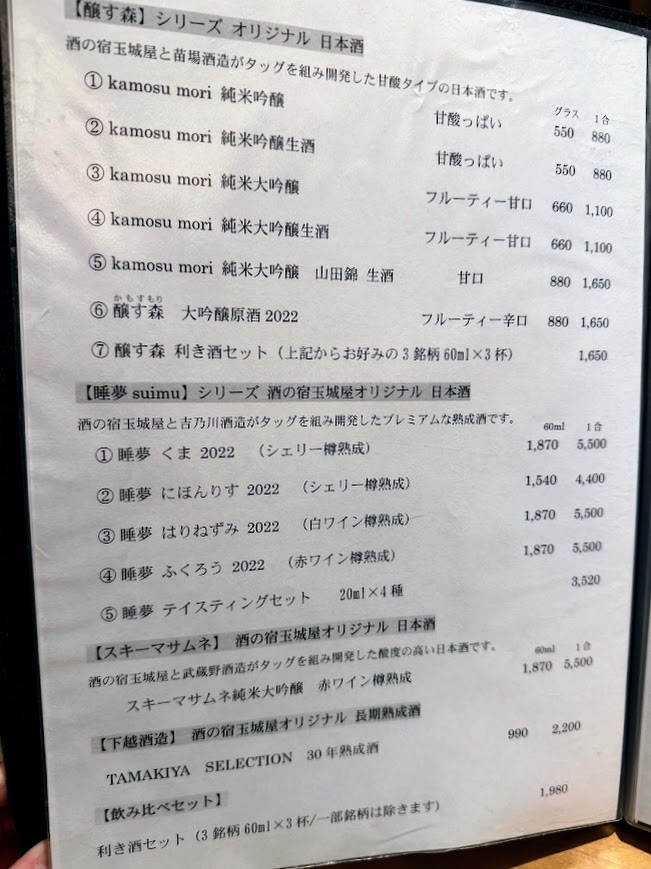 【醸す森】シリーズ オリジナル 日本酒
酒の宿玉城屋と苗場酒造がタッグを組み開発した甘酸タイプの日本酒です。
グラス 1合
① kamosu mori 純米吟醸 甘酸っぱい 550 880
② kamosu mori 純米吟醸生酒 甘酸っぱい 550 880
③ kamosu mori 純米大吟醸 フルーティー甘口 660 1,100
④ kamosu mori 純米大吟醸生酒 フルーティー甘口 660 1,100
⑤ kamosu mori 純米大吟醸 山田錦 生酒 甘口 880 1,650
かもすもり
⑥ 醸す森 大吟醸原酒2022 フルーティー辛口 880 1,650
⑦ 醸す森 利き酒セット(上記からお好みの3銘柄60ml×3杯) 1,650
【睡夢 suimu】シリーズ 酒の宿玉城屋オリジナル 日本酒
酒の宿玉城屋と吉乃川酒造がタッグを組み開発したプレミアムな熟成酒です。
60ml 1合
① 睡夢 くま 2022 (シェリー樽熟成) 1,870 5,500
② 睡夢 にほんりす 2022 (シェリー樽熟成) 1,540 4,400
③ 睡夢 はりねずみ 2022 (白ワイン樽熟成) 1,870 5,500
④ 睡夢 ふくろう 2022 (赤ワイン樽熟成) 1,870 5,500
⑤ 睡夢 テイスティングセット 20ml×4種 3,520
【スキーマサムネ】 酒の宿玉城屋オリジナル 日本酒
酒の宿玉城屋と武蔵野酒造がタッグを組み開発した酸度の高い日本酒です。
60ml 1合
スキーマサムネ純米大吟醸 赤ワイン樽熟成 1,870 5,500
【下越酒造】 酒の宿玉城屋オリジナル 長期熟成酒
TAMAKIYA SELECTION 30年熟成酒 990 2,200
【飲み比べセット】
利き酒セット(3銘柄60ml×3杯/一部銘柄は除きます) 1,980